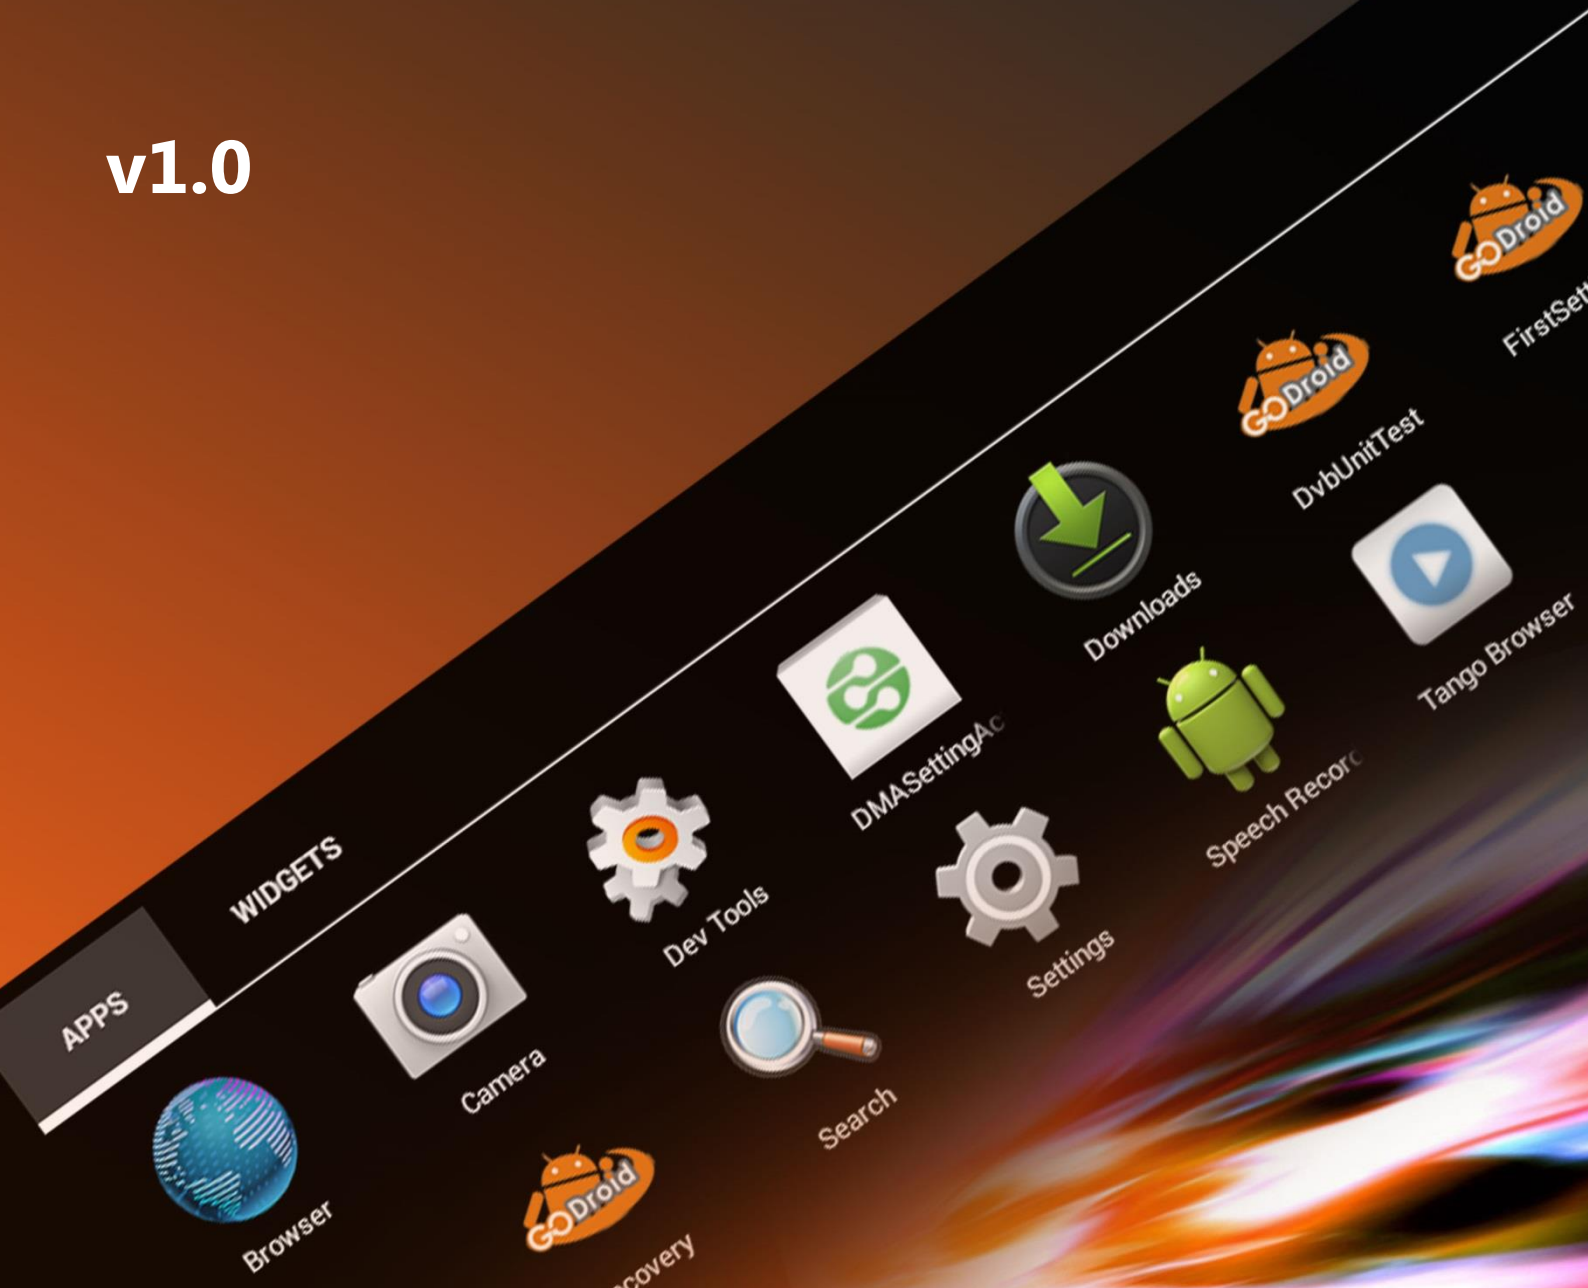 v1.0
APPS
WIDGETS
Browser
Camera
Dev Tools
DMASettingAc
Downloads
GODroid
DvbUnitTest
GODroid
FirstSett
GODroid
covery
Search
Settings
Speech Recorc
Tango Browser